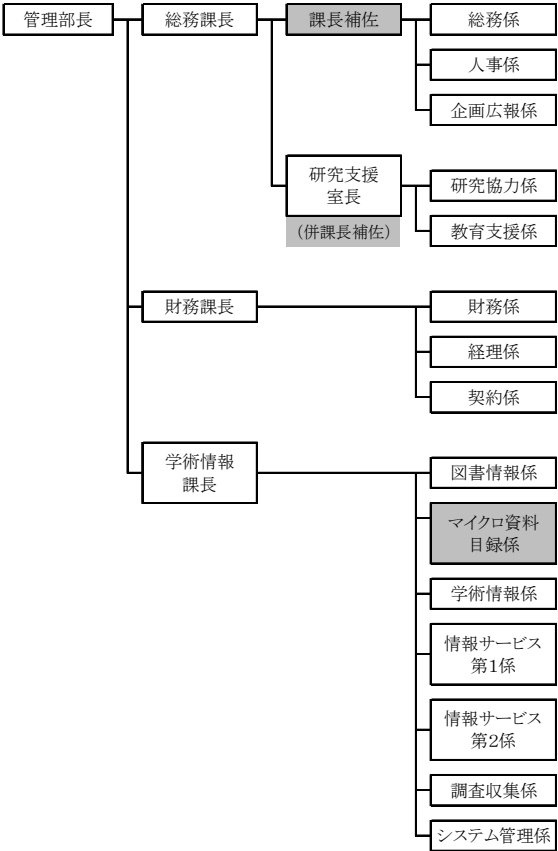 管理部長
総務課長
課長補佐
総務係
人事係
企画広報係
研究支援
室長
(併課長補佐)
研究協力係
教育支援係
財務課長
財務係
経理係
契約係
学術情報
課長
図書情報係
マイクロ資料
目録係
学術情報係
情報サービス
第1係
情報サービス
第2係
調査収集係
システム管理係